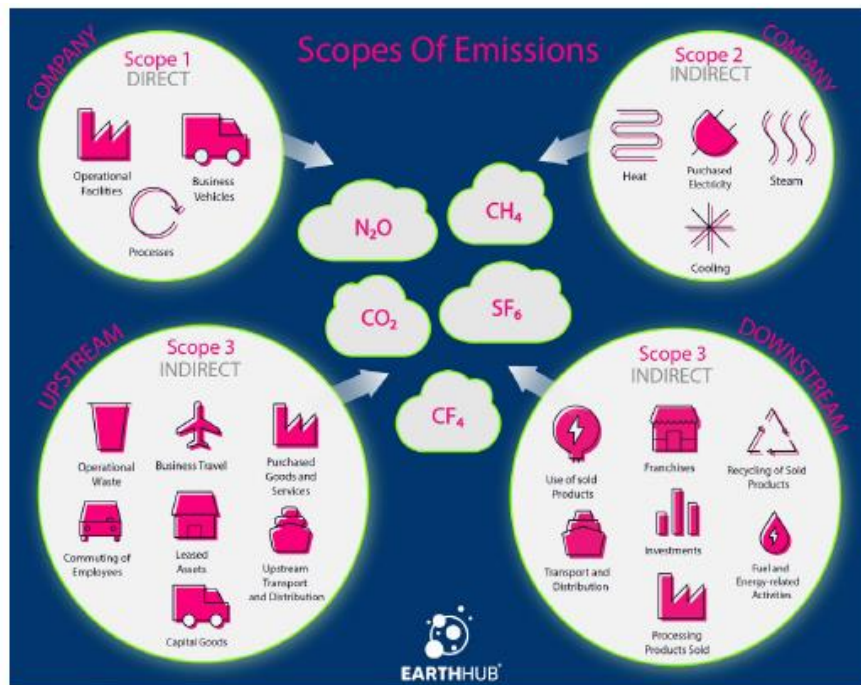 Scopes Of Emissions
COMPANY
Scope 1
DIRECT
Operational
Facilities
Business
Vehicles
Processes
COMPANY
Scope 2
INDIRECT
Heat
Purchased
Electricity
Steam
Cooling
N₂O
CH₄
CO₂
SF₆
CF₄
UPSTREAM
Scope 3
INDIRECT
Operational
Waste
Business Travel
Purchased
Goods and
Services
Commuting of
Employees
Leased
Assets
Upstream
Transport
and Distribution
Capital Goods
DOWNSTREAM
Scope 3
INDIRECT
Use of sold
Products
Franchises
Recycling of Sold
Products
Transport and
Distribution
Investments
Fuel and
Energy-related
Activities
Processing
Products Sold
EARTHHUB